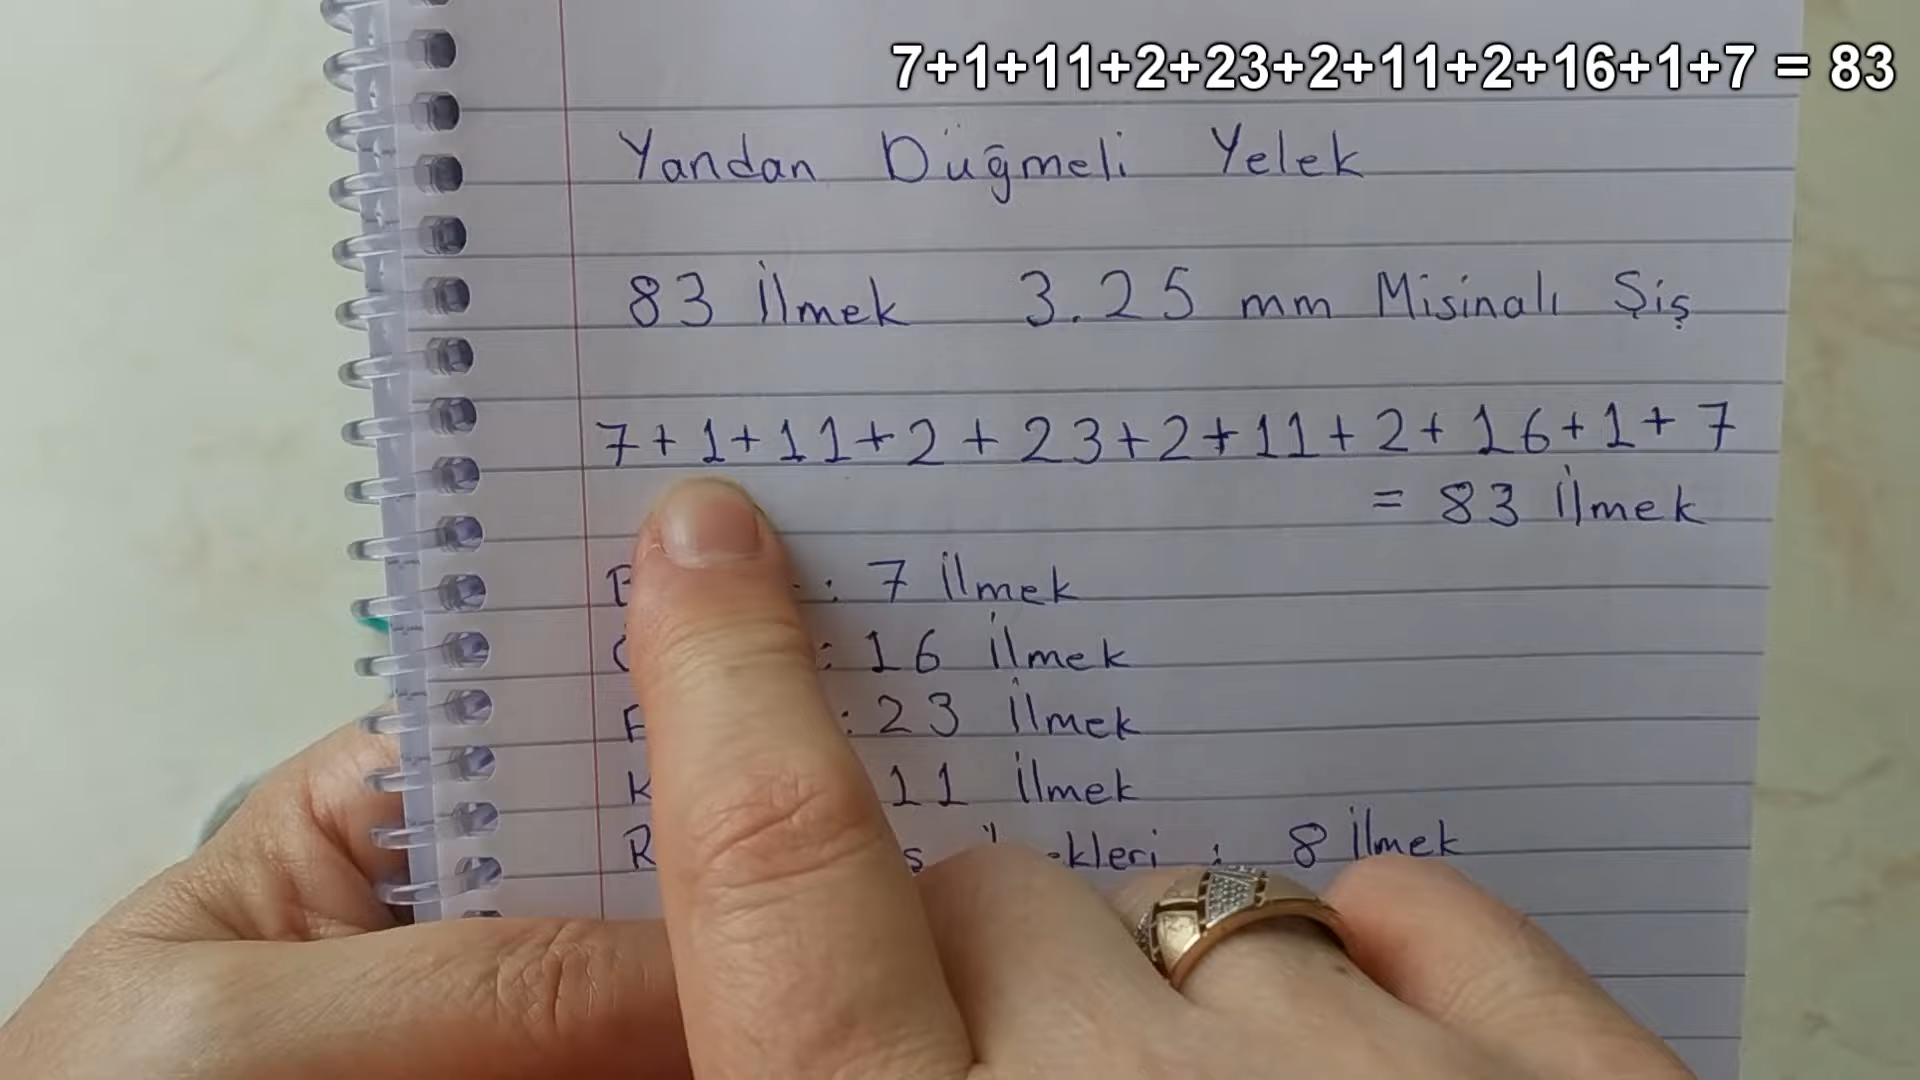 7+1+11+2+23+2+11+2+16+1+7 = 83
Yandan Düğmeli Yelek
83 İlmek 3.25 mm Misinalı Şiş
7+1+11+2+23+2+11+2+16+1+7
= 83 İlmek
: 7 İlmek
: 16 İlmek
: 23 İlmek
11 İlmek
: 8 İlmek